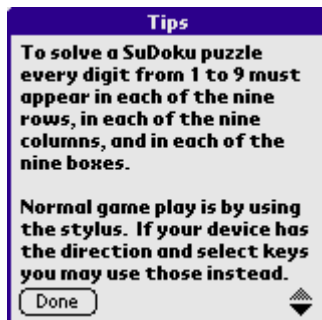 Tips
To solve a SuDoku puzzle
every digit from 1 to 9 must
appear in each of the nine
rows, in each of the nine
columns, and in each of the
nine boxes.
Normal game play is by using
the stylus. If your device has
the direction and select keys
you may use those instead.
Done